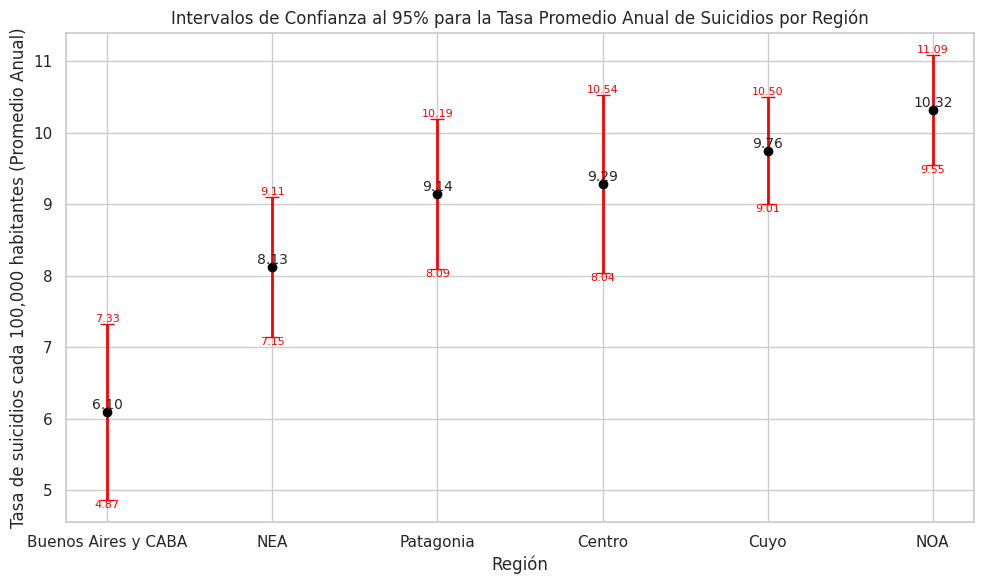 Intervalos de Confianza al 95% para la Tasa Promedio Anual de Suicidios por Región
Tasa de suicidios cada 100,000 habitantes (Promedio Anual)
11
10
9
8
7
6
5
7.33
6.10
4.87
9.11
8.13
7.15
10.19
9.14
8.09
10.54
9.29
8.04
10.50
9.76
9.01
11.09
10.32
9.55
Buenos Aires y CABA
NEA
Patagonia
Centro
Cuyo
NOA
Región